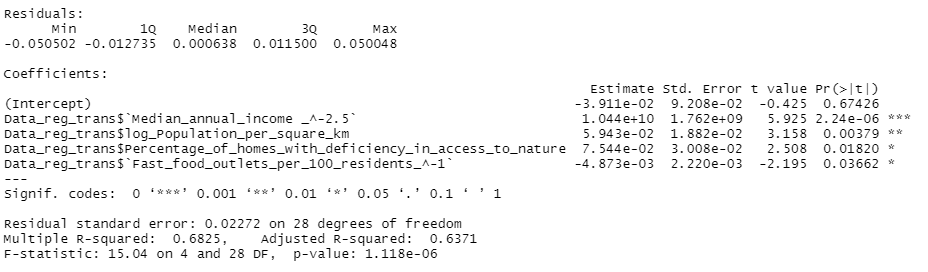 Residuals:
Min 1Q Median 3Q Max
-0.050502 -0.012735 0.000638 0.011500 0.050048
Coefficients:
Estimate Std. Error t value Pr(>|t|)
(Intercept) -3.911e-02 9.208e-02 -0.425 0.67426
Data_reg_trans$`Median_annual_income _^-2.5` 1.044e+10 1.762e+09 5.925 2.24e-06 ***
Data_reg_trans$log_Population_per_square_km 5.943e-02 1.882e-02 3.158 0.00379 **
Data_reg_trans$Percentage_of_homes_with_deficiency_in_access_to_nature 7.544e-02 3.008e-02 2.508 0.01820 *
Data_reg_trans$`Fast_food_outlets_per_100_residents_^-1` -4.873e-03 2.220e-03 -2.195 0.03662 *
---
Signif. codes: 0 ‘***’ 0.001 ‘**’ 0.01 ‘*’ 0.05 ‘.’ 0.1 ‘ ’ 1
Residual standard error: 0.02272 on 28 degrees of freedom
Multiple R-squared: 0.6825, Adjusted R-squared: 0.6371
F-statistic: 15.04 on 4 and 28 DF, p-value: 1.118e-06